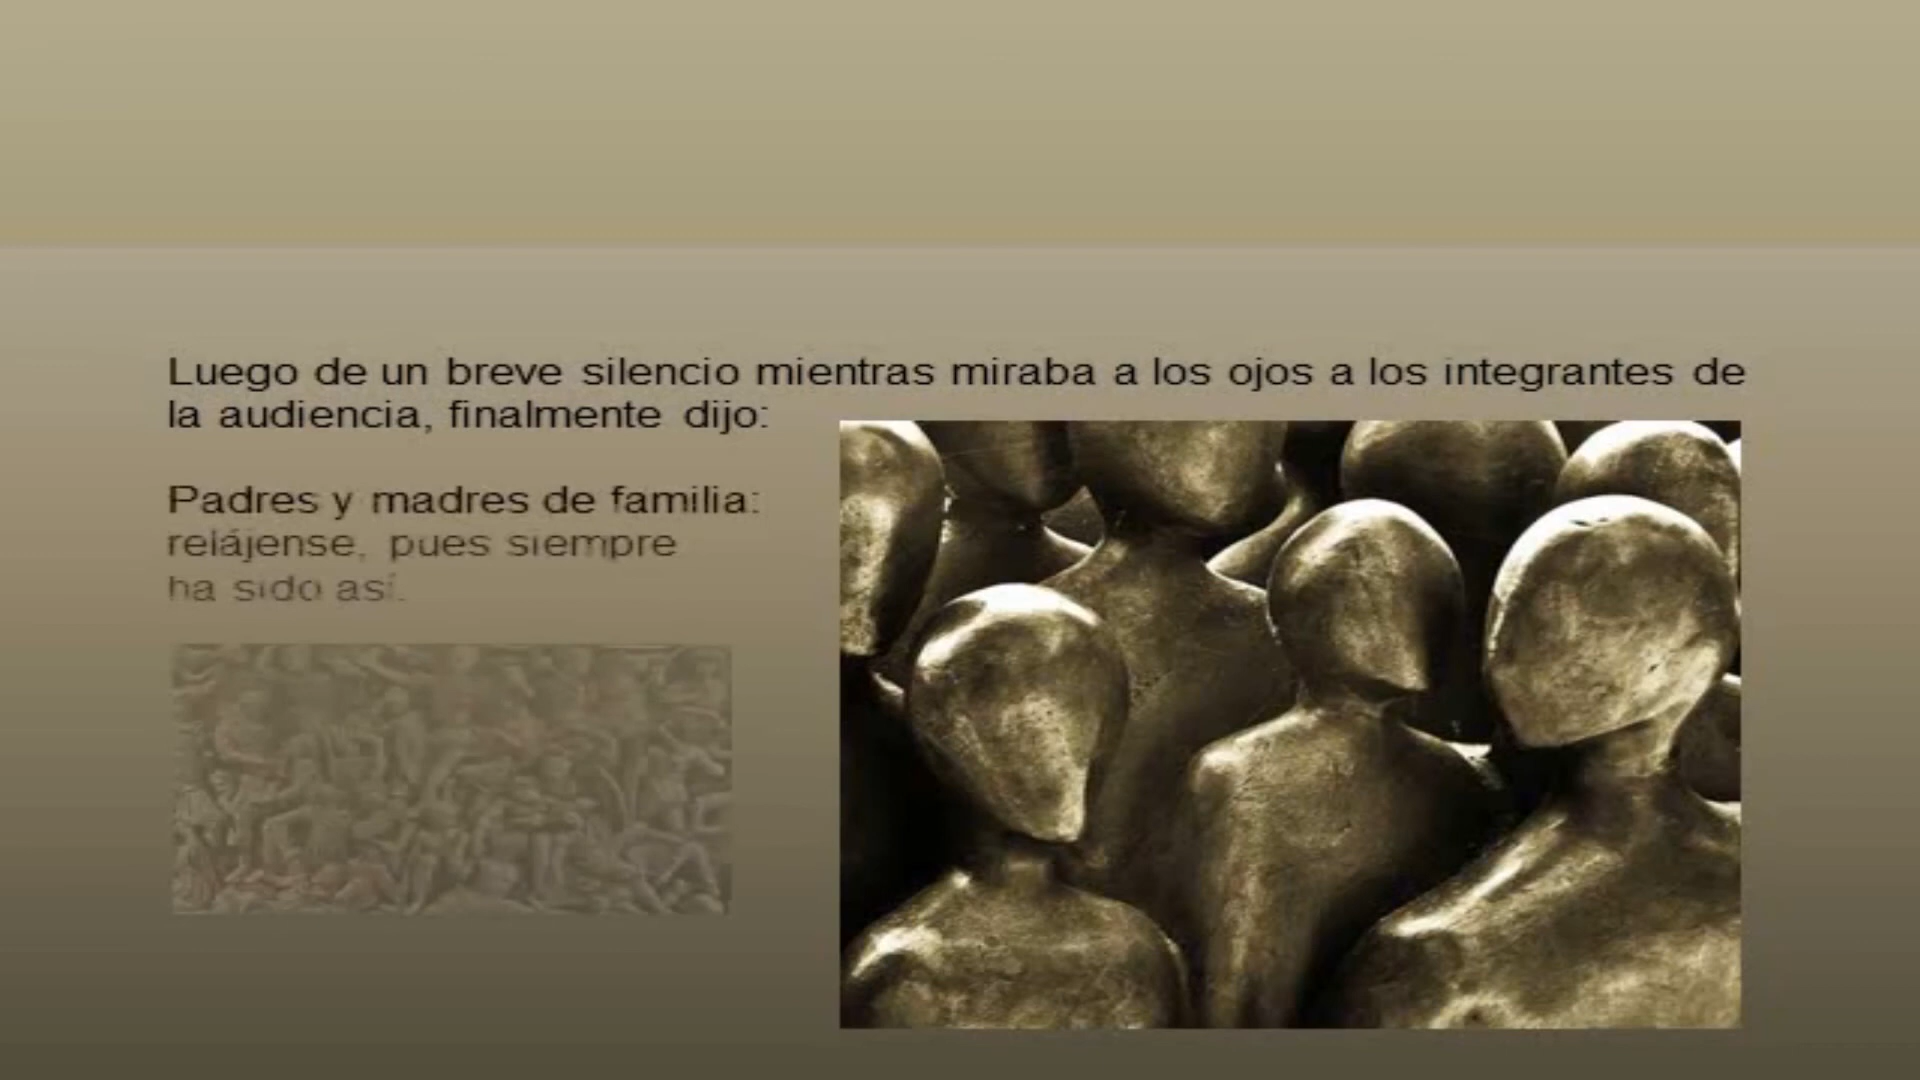 Luego de un breve silencio mientras miraba a los ojos a los integrantes de
la audiencia, finalmente dijo:
Padres y madres de familia:
relájense, pues siempre
ha sido así.